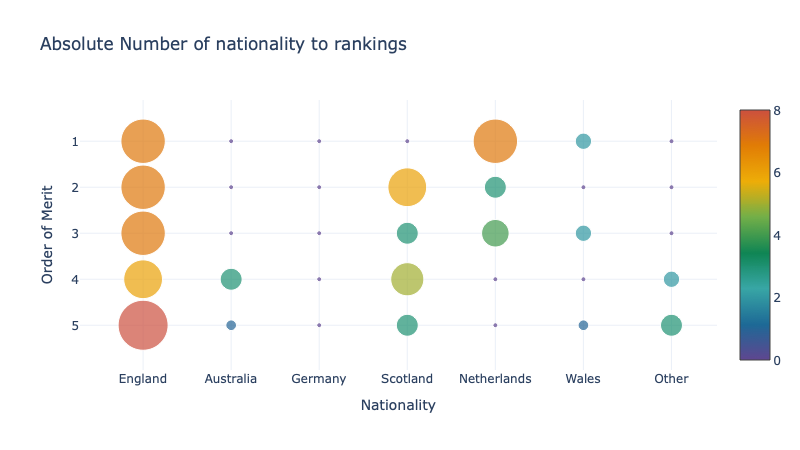 Absolute Number of nationality to rankings
8
1
6
2
Order of Merit
3
4
4
2
5
0
England Australia Germany Scotland Netherlands Wales Other
Nationality